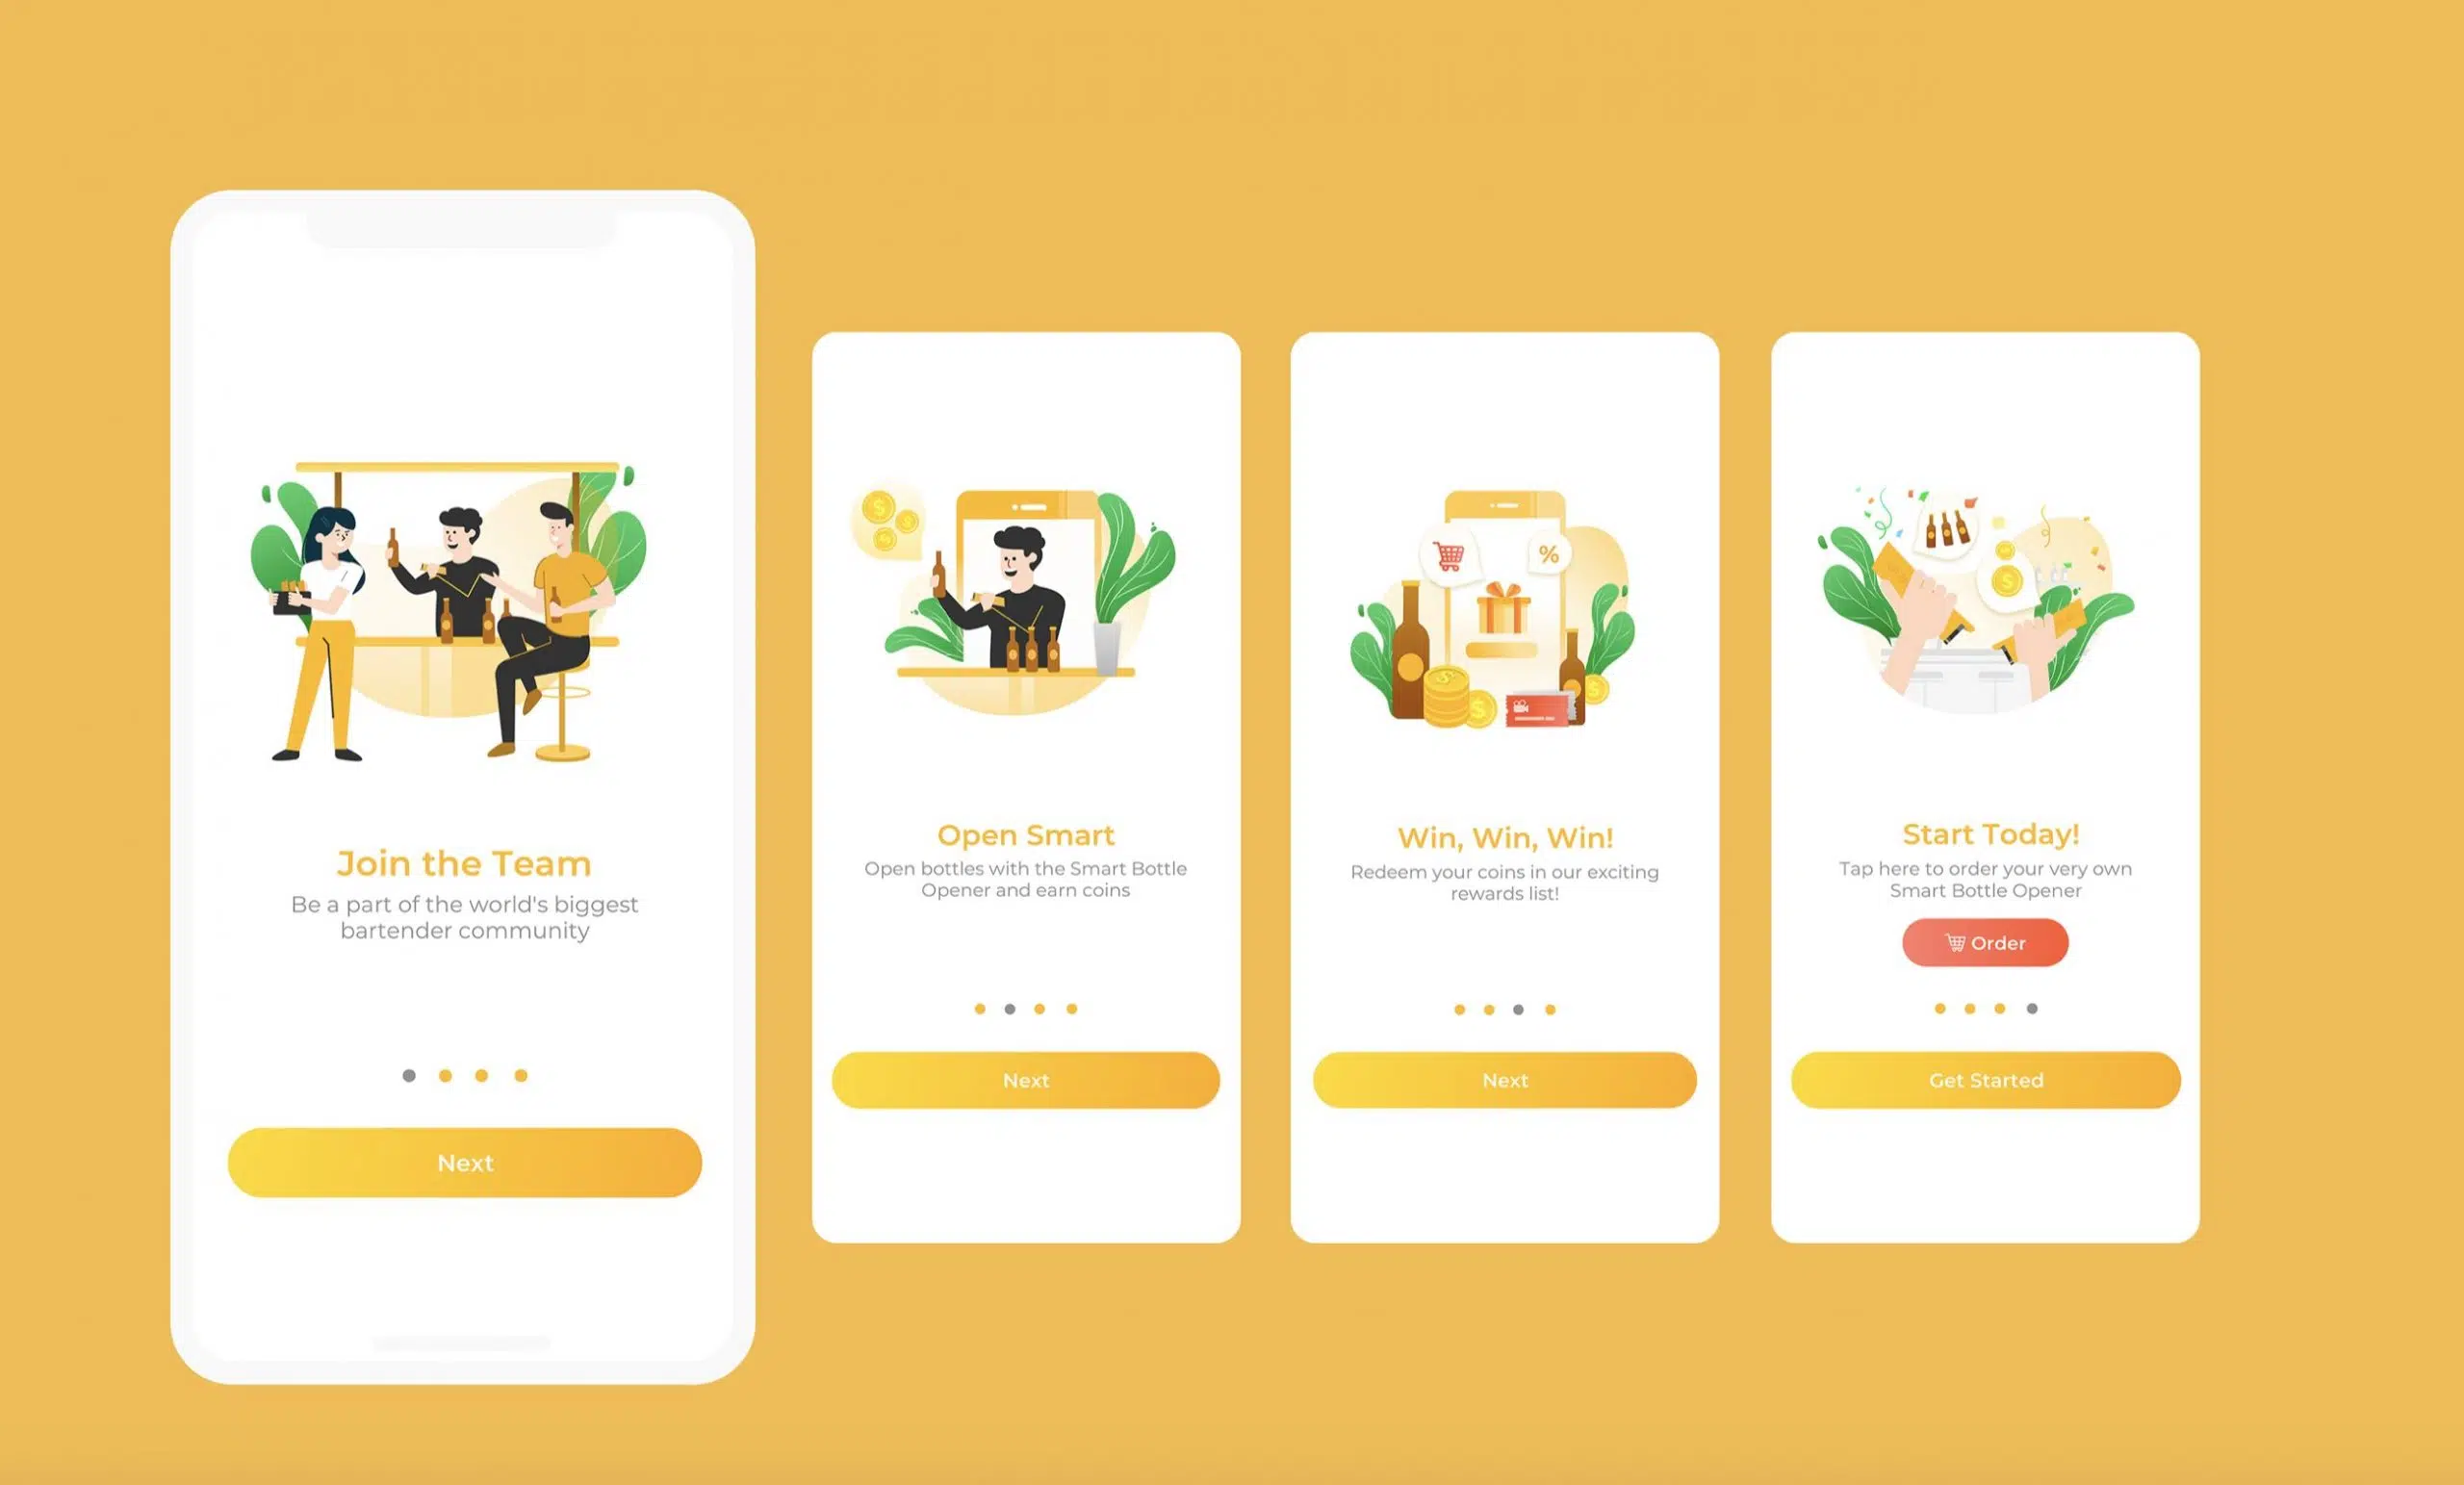 Join the Team
Be a part of the world's biggest
bartender community
Next
Open Smart
Open bottles with the Smart Bottle
Opener and earn coins
Next
%
Win, Win, Win!
Redeem your coins in our exciting
rewards list!
Next
Start Today!
Tap here to order your very own
Smart Bottle Opener
Order
Get Started